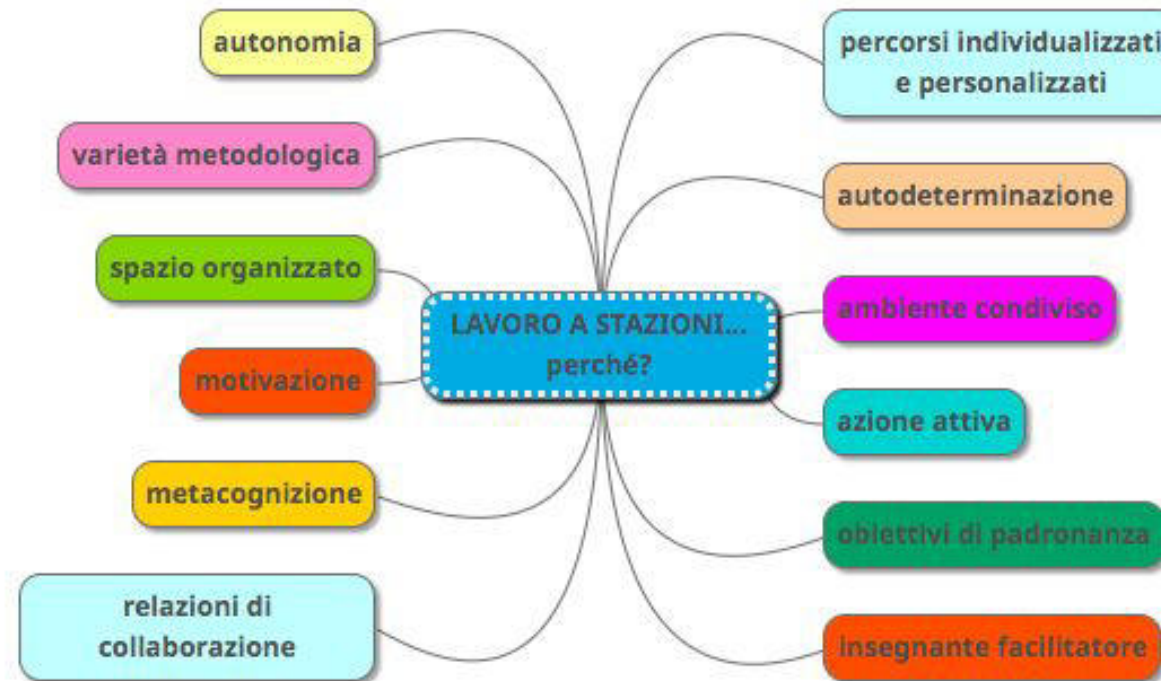 autonomia
varietà metodologica
spazio organizzato
motivazione
metacognizione
relazioni di
collaborazione
LAVORO A STAZIONI...
perché?
percorsi individualizzati
e personalizzati
autodeterminazione
ambiente condiviso
azione attiva
obiettivi di padronanza
insegnante facilitatore